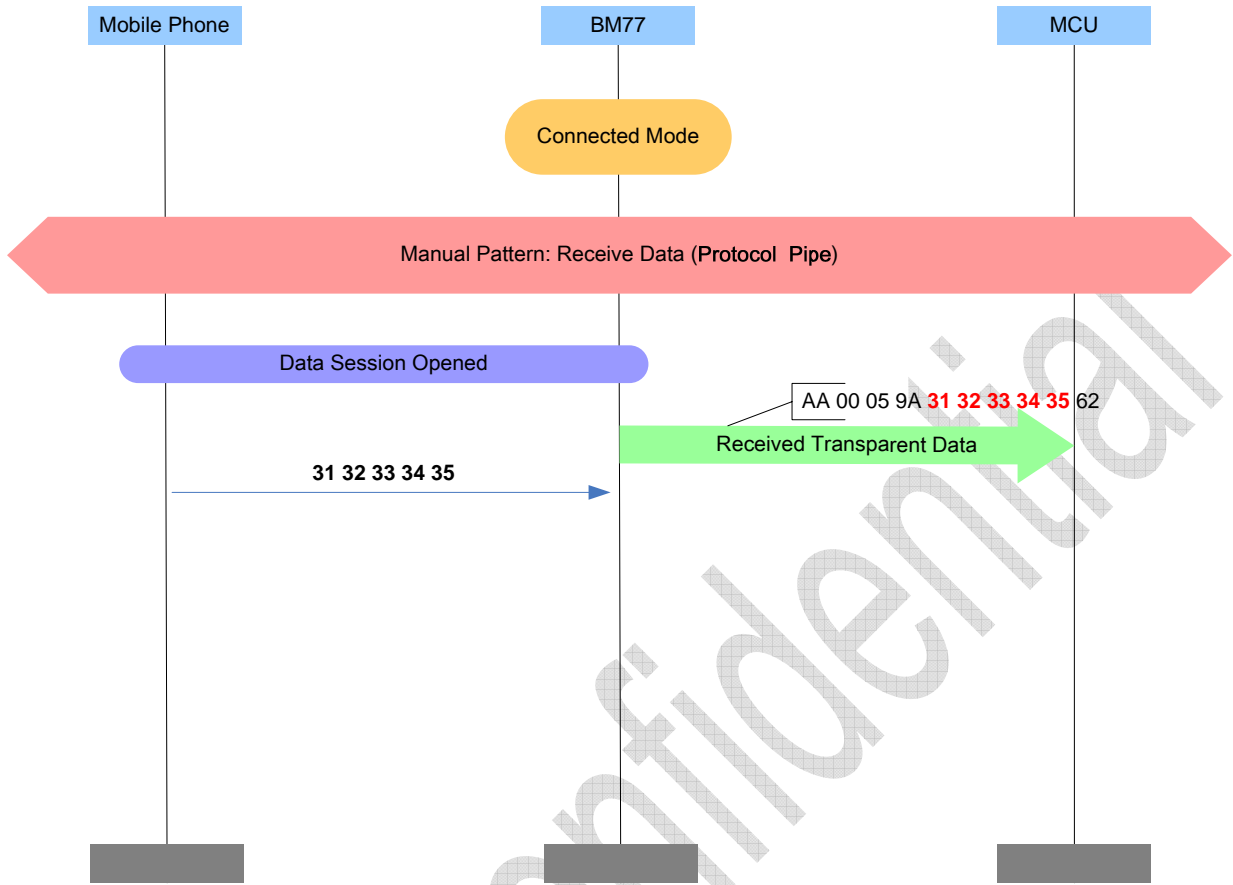 Mobile Phone
BM77
MCU
Connected Mode
Manual Pattern: Receive Data (Protocol Pipe)
Data Session Opened
AA 00 05 9A 31 32 33 34 35 62
Received Transparent Data
31 32 33 34 35
onfidential